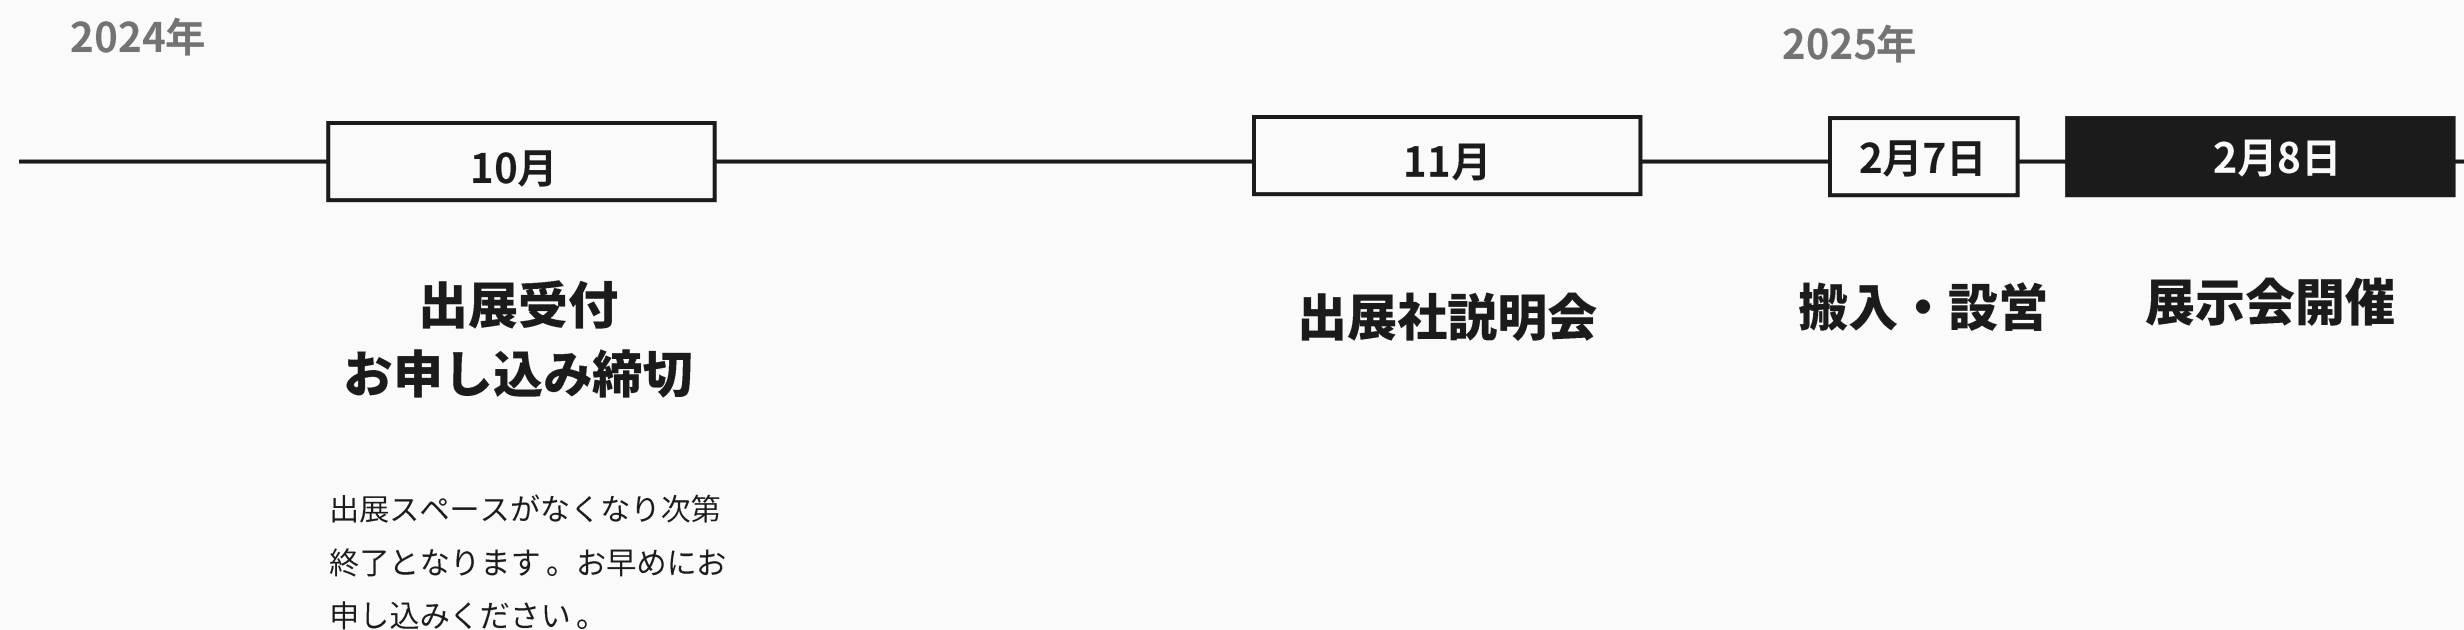 2024年
2025年
10月
11月
2月7日
2月8日
出展受付
お申し込み締切
出展社説明会
搬入・設営
展示会開催
出展スペースがなくなり次第
終了となります。お早めにお
申し込みください。